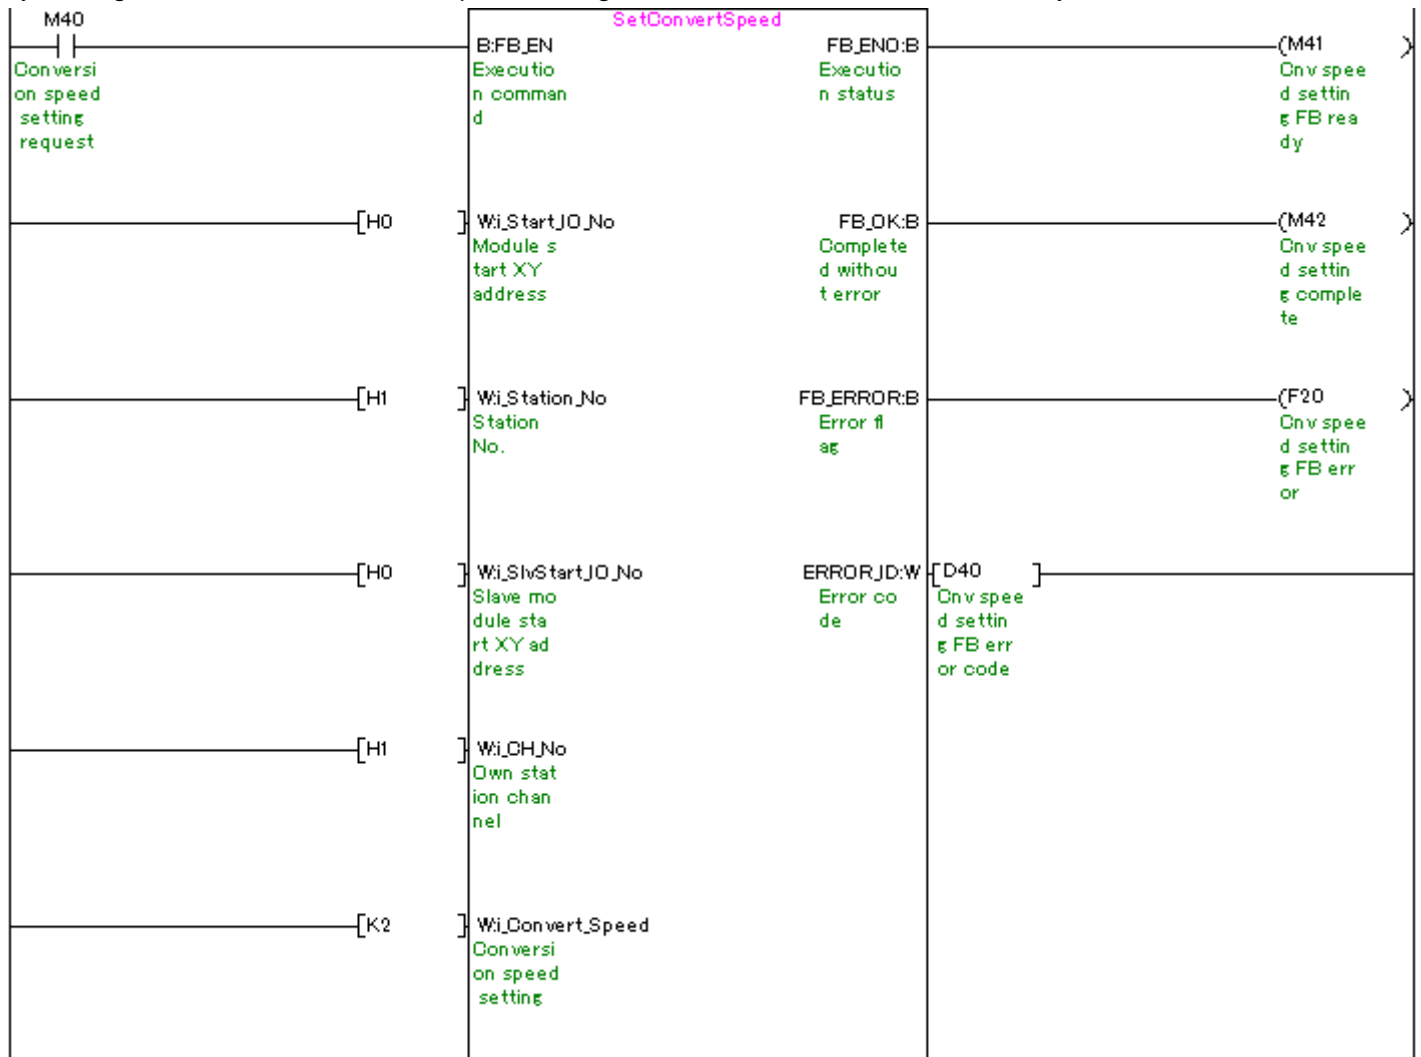 M40
SetConvertSpeed
B:FB_EN
FB_ENO:B
(M41 )
Conversi
on speed
setting
request
Executio
n comman
d
Executio
n status
Cnv spee
d settin
g FB rea
dy
[H0 ]
W:i_Start_IO_No
FB_OK:B
(M42 )
Module s
tart XY
address
Complete
d withou
t error
Cnv spee
d settin
g comple
te
[H1 ]
W:i_Station_No
FB_ERROR:B
(F20 )
Station
No.
Error fl
ag
Cnv spee
d settin
g FB err
or
[H0 ]
W:i_SlvStart_IO_No
ERROR_ID:W
[D40 ]
Slave mo
dule sta
rt XY ad
dress
Error co
de
Cnv spee
d settin
g FB err
or code
[H1 ]
W:i_CH_No
Own stat
ion chan
nel
[K2 ]
W:i_Convert_Speed
Conversi
on speed
setting